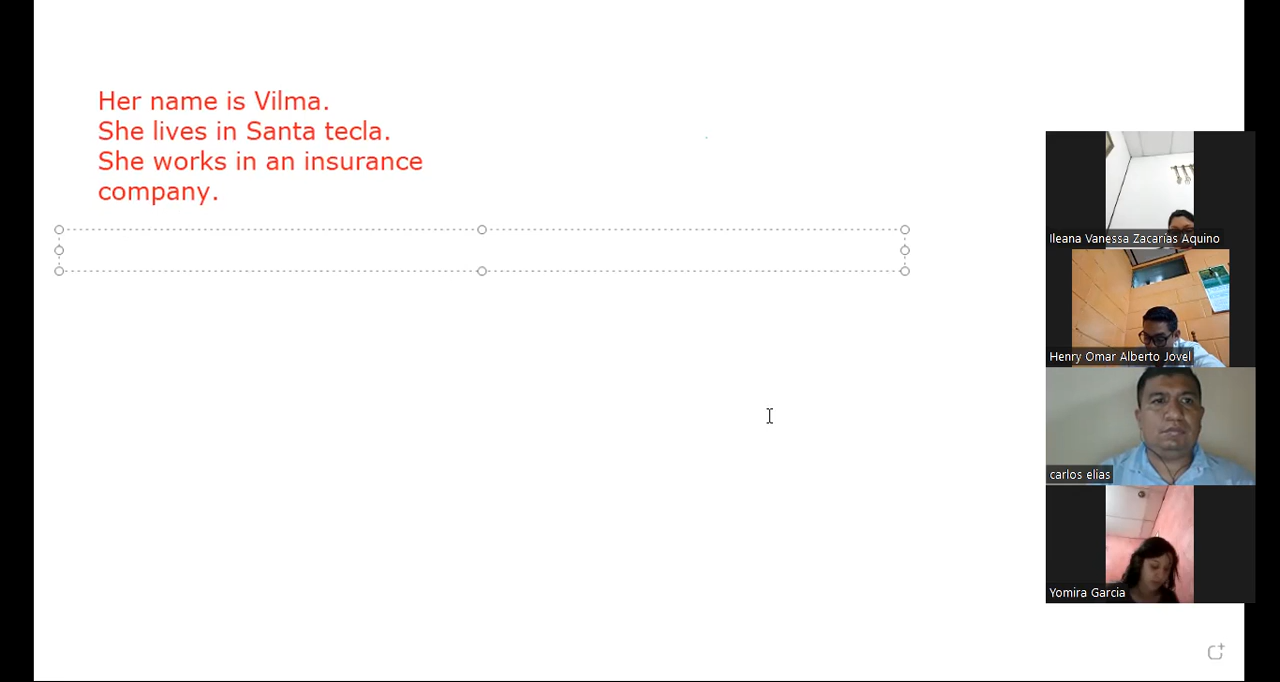 Her name is Vilma.
She lives in Santa tecla.
She works in an insurance
company.
Ileana Vanessa Zacarias Aquino
Henry Omar Alberto Jovel
carlos elias
Yomira Garcia